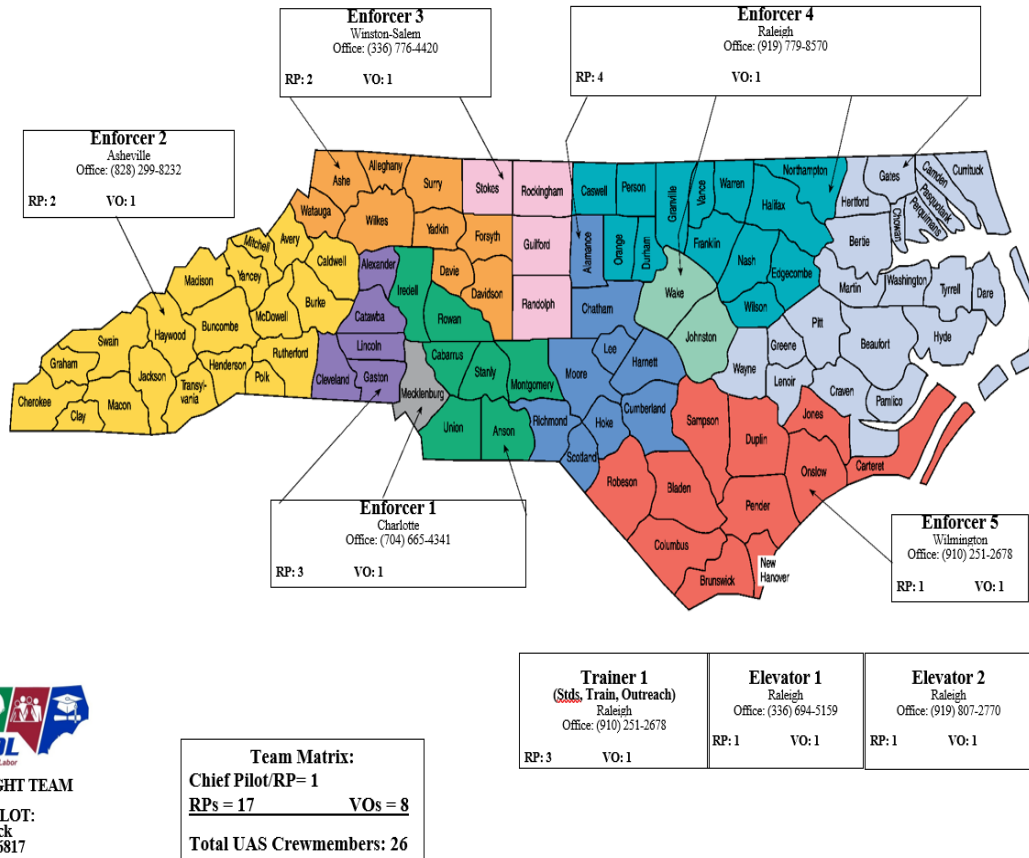 Enforcer 3
Winston-Salem
Office: (336) 776-4420
RP: 2 VO: 1
Enforcer 4
Raleigh
Office: (919) 779-8570
RP: 4 VO: 1
Enforcer 2
Asheville
Office: (828) 299-8232
RP: 2 VO: 1
Ashe
Alleghany
Surry
Stokes
Rockingham
Caswell
Person
Granville
Vance
Warren
Northampton
Gates
Camden
Currituck
Pasquotank
Perquimans
Chowan
Hertford
Halifax
Watauga
Wilkes
Yadkin
Forsyth
Guilford
Alamance
Orange
Durham
Franklin
Nash
Edgecombe
Bertie
Mitchell
Avery
Caldwell
Alexander
Iredell
Davie
Davidson
Randolph
Chatham
Wake
Wilson
Martin
Washington
Tyrrell
Dare
Madison
Yancey
McDowell
Burke
Catawba
Rowan
Swain
Haywood
Buncombe
Lincoln
Cabarrus
Lee
Harnett
Johnston
Pitt
Greene
Beaufort
Hyde
Graham
Jackson
Henderson
Rutherford
Polk
Cleveland
Gaston
Mecklenburg
Stanly
Montgomery
Moore
Wayne
Lenoir
Craven
Pamlico
Cherokee
Clay
Macon
Transyl-
vania
Union
Anson
Richmond
Hoke
Cumberland
Scotland
Sampson
Duplin
Jones
Onslow
Carteret
Robeson
Bladen
Pender
Columbus
Brunswick
New
Hanover
Enforcer 1
Charlotte
Office: (704) 665-4341
RP: 3 VO: 1
Enforcer 5
Wilmington
Office: (910) 251-2678
RP: 1 VO: 1
Trainer 1
(Stds, Train, Outreach)
Raleigh
Office: (910) 251-2678
RP: 3 VO: 1
Elevator 1
Raleigh
Office: (336) 694-5159
RP: 1 VO: 1
Elevator 2
Raleigh
Office: (919) 807-2770
RP: 1 VO: 1
Labor
GHT TEAM
LOT:
ck
6817
Team Matrix:
Chief Pilot/RP= 1
RPs = 17 VOs = 8
Total UAS Crewmembers: 26